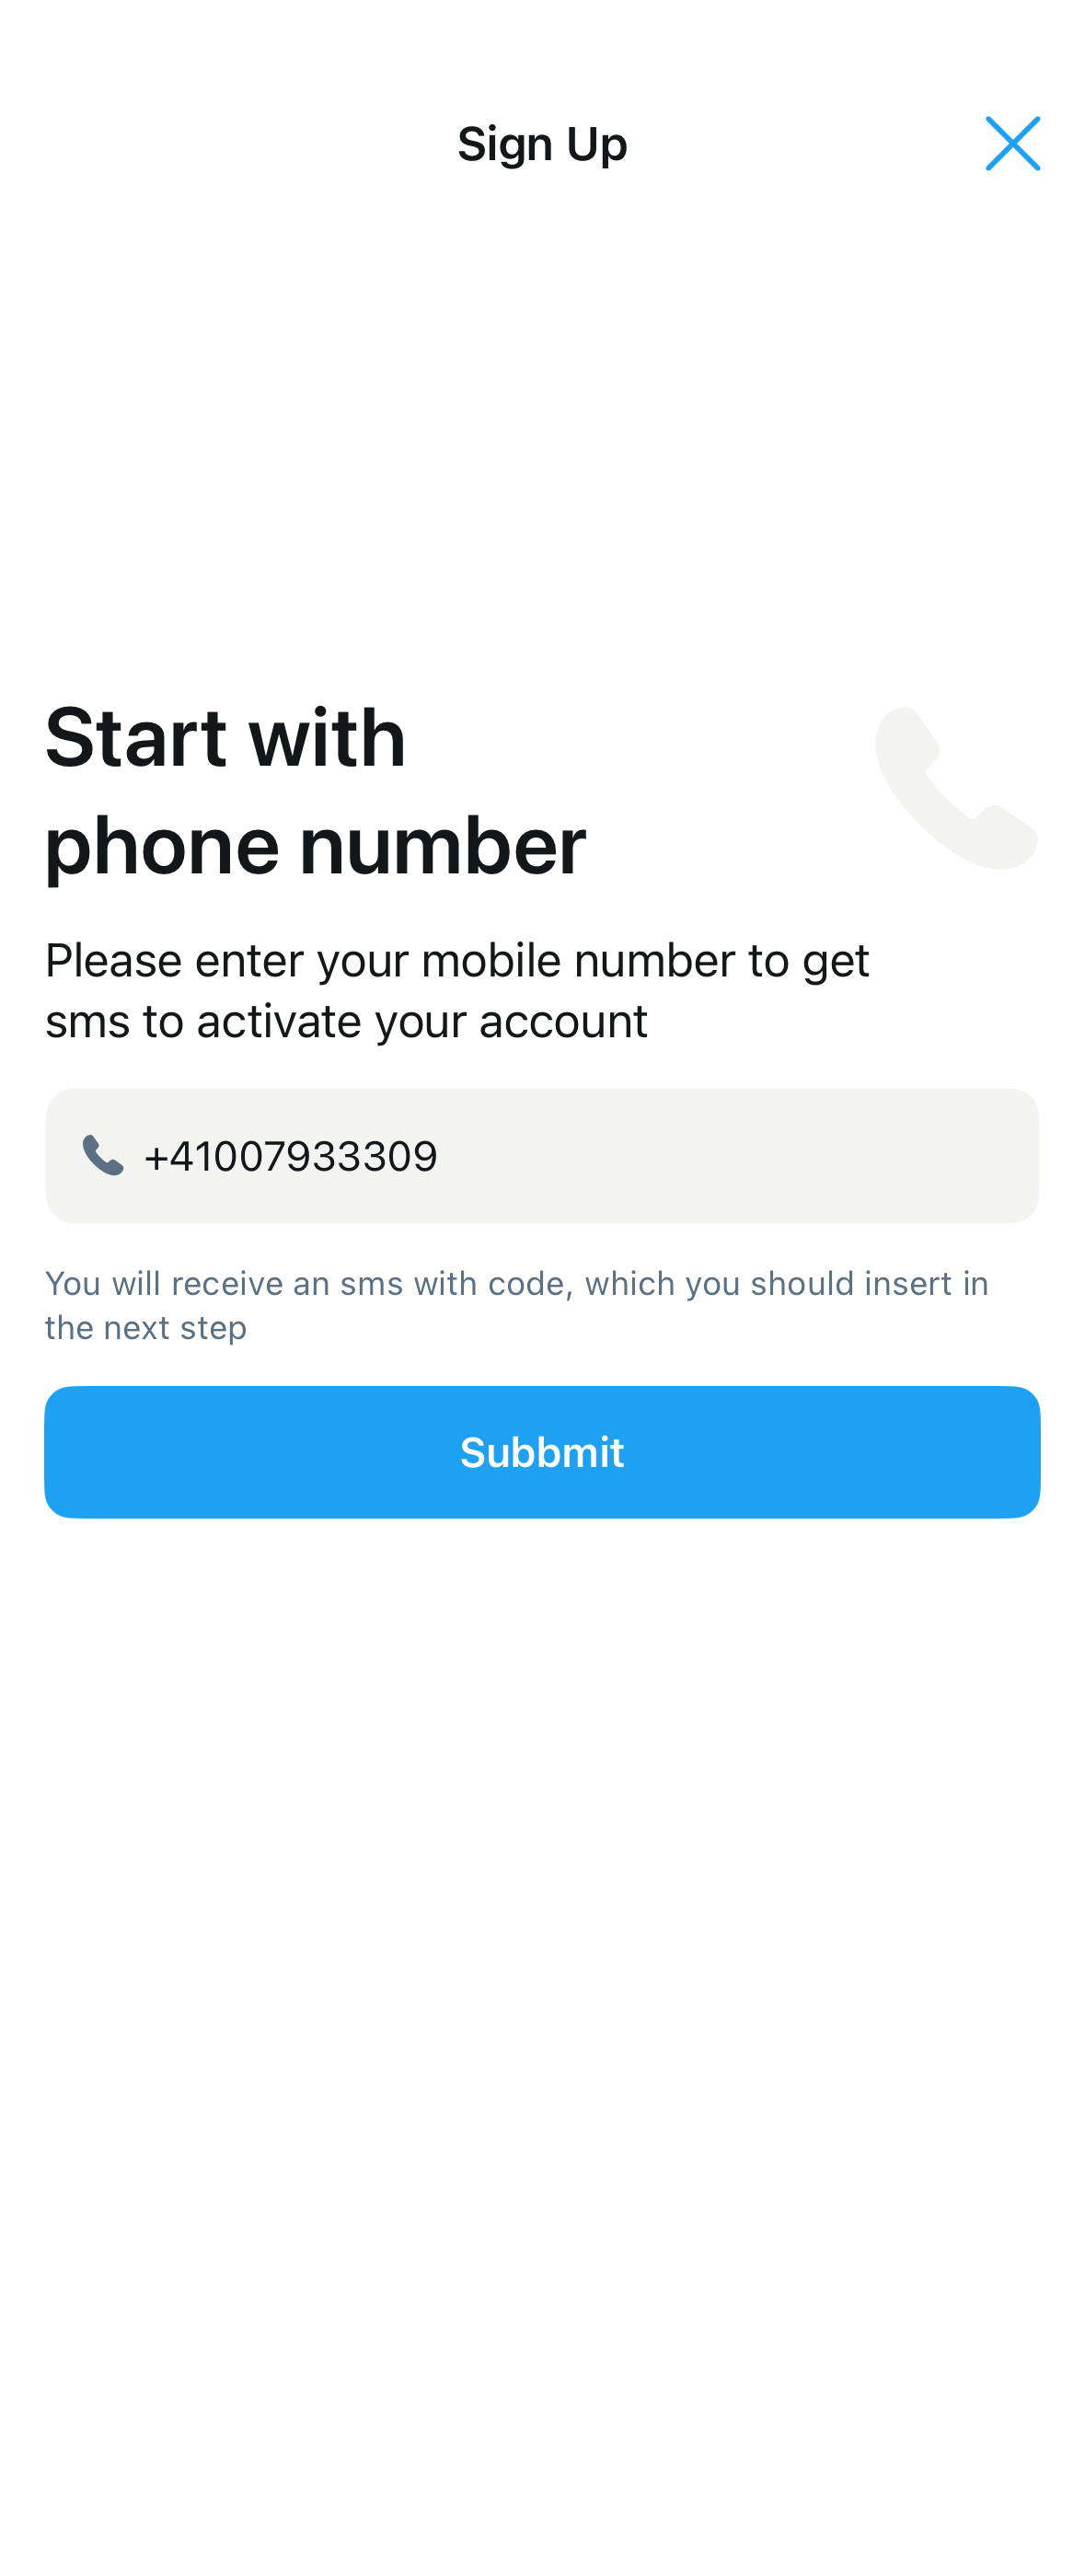 Sign Up
Start with
phone number
Please enter your mobile number to get
sms to activate your account
+41007933309
You will receive an sms with code, which you should insert in
the next step
Subbmit